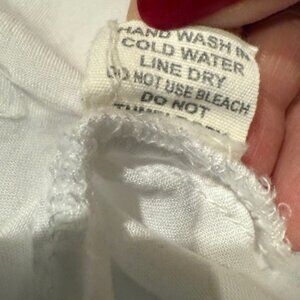 HAND WASH IN
COLD WATER
LINE DRY
DO NOT USE BLEACH
DO NOT